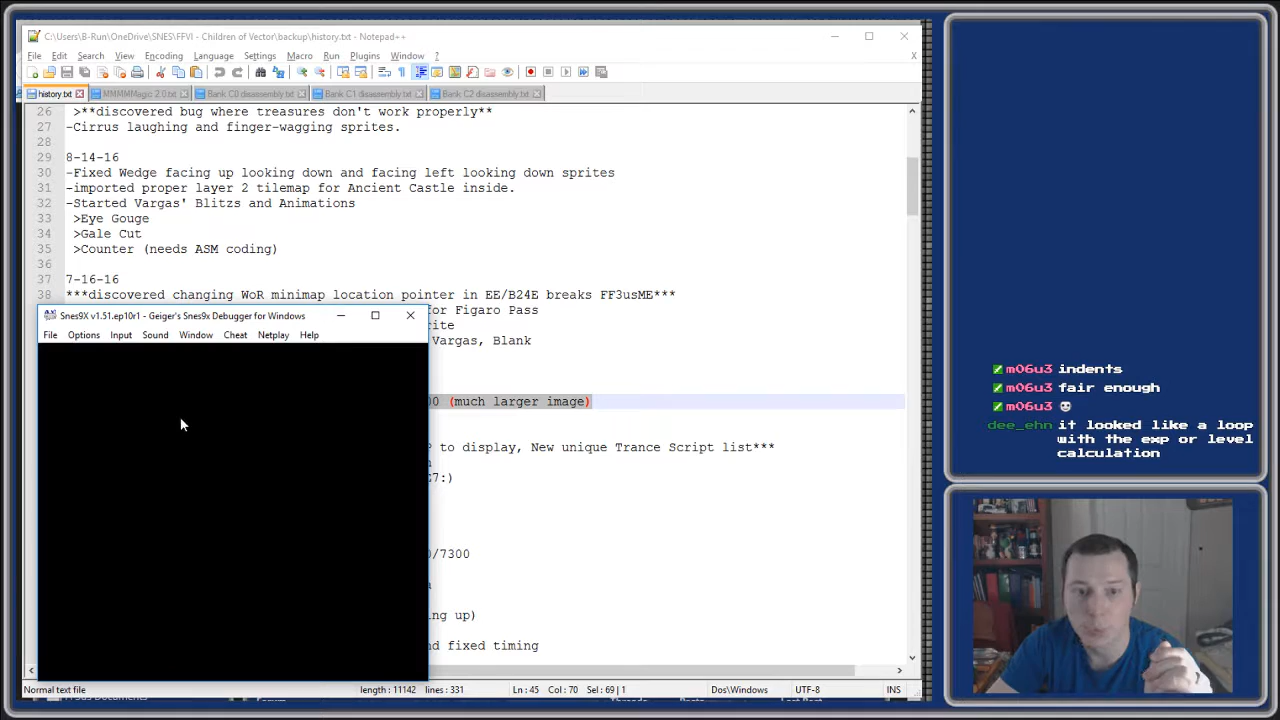 C:\Users\B-Run\OneDrive\SNES\FFVI - Children of Vector\backup\history.txt - Notepad++
File Edit Search View Encoding Language Settings Macro Run Plugins Window ?
X
history.txt MMMMMagic 2.0.txt Bank C0 disassembly.txt Bank C1 disassembly.txt Bank C2 disassembly.txt
26 >**discovered bug where treasures don't work properly**
27 -Cirrus laughing and finger-wagging sprites.
28
29 8-14-16
30 -Fixed Wedge facing up looking down and facing left looking down sprites
31 -imported proper layer 2 tilemap for Ancient Castle inside.
32 -Started Vargas' Blitzs and Animations
33 >Eye Gouge
34 >Gale Cut
35 >Counter (needs ASM coding)
36
37 7-16-16
38 ***discovered changing WoR minimap location pointer in EE/B24E breaks FF3usME***
Snes9X v1.51.ep10r1 - Geiger's Snes9x Debugger for Windows
for Figaro Pass
rite
File Options Input Sound Window Cheat Netplay Help
Vargas, Blank
00 (much larger image)
to display, New unique Trance Script list***
E7:)
0/7300
ing up)
nd fixed timing
Normal text file length : 11142 lines : 331 Ln : 45 Col : 70 Sel : 69 | 1 Dos\Windows UTF-8 INS
m06u3 indents
m06u3 fair enough
m06u3
dee_ehn it looked like a loop
with the exp or level
calculation